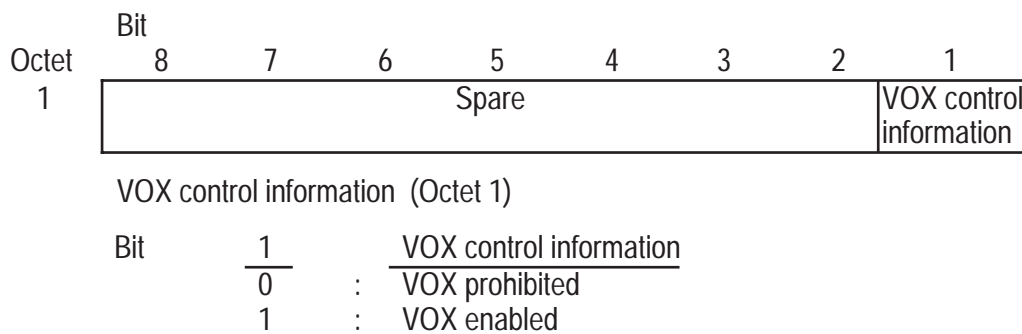 Bit
Octet 8 7 6 5 4 3 2 1
1 Spare VOX control
information
VOX control information (Octet 1)
Bit 1 VOX control information
0 : VOX prohibited
1 : VOX enabled